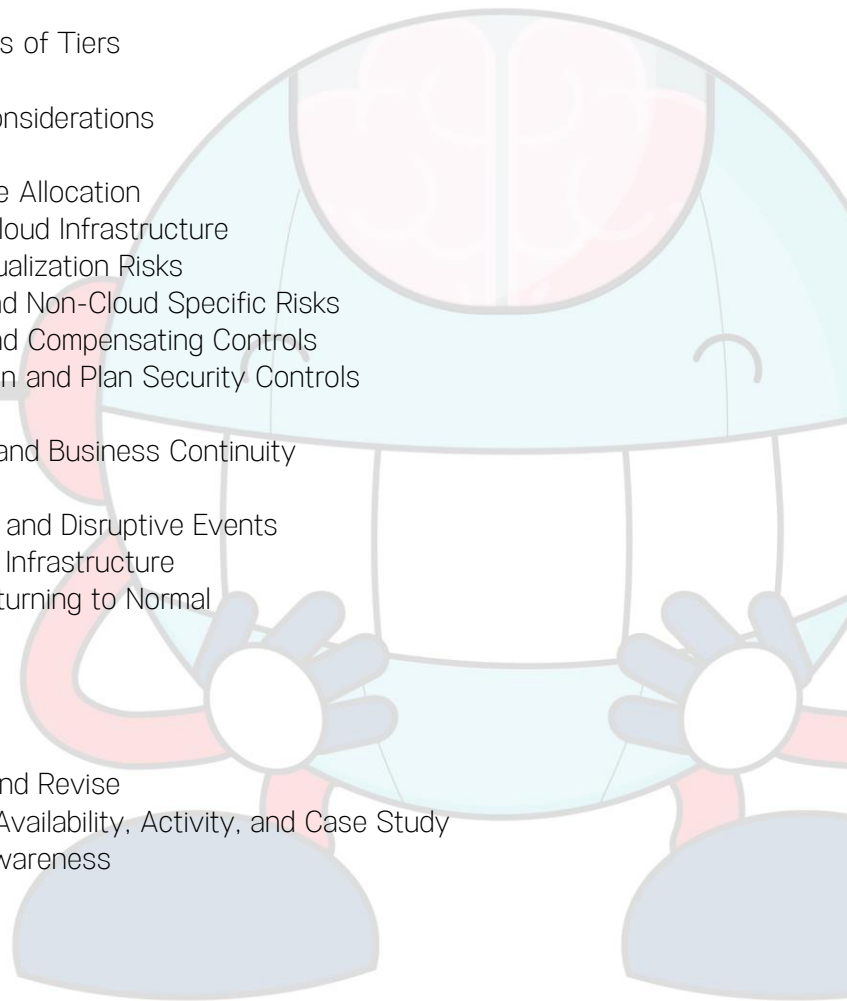 s of Tiers
onsiderations
e Allocation
loud Infrastructure
ualization Risks
nd Non-Cloud Specific Risks
nd Compensating Controls
n and Plan Security Controls
and Business Continuity
and Disruptive Events
Infrastructure
turning to Normal
nd Revise
Availability, Activity, and Case Study
wareness